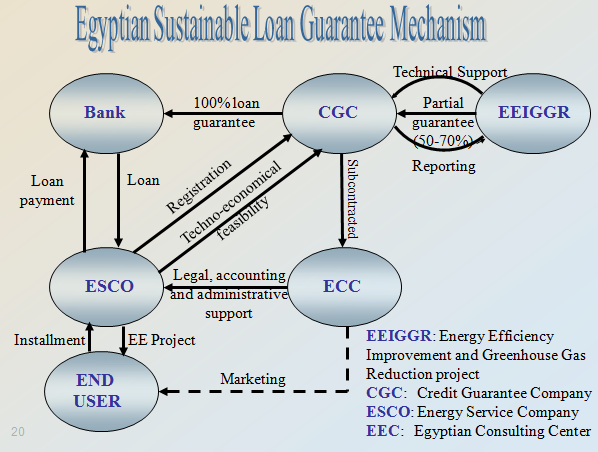 Egyptian Sustainable Loan Guarantee Mechanism
Technical Support
Bank
100% loan
guarantee
CGC
Partial
guarantee
(50-70%)
EEIGGR
Reporting
Loan
payment
Loan
Registration
Techno-economical
feasibility
Subcontracted
ESCO
Legal, accounting
and administrative
support
ECC
Installment
EE Project
END
USER
Marketing
EEIGGR: Energy Efficiency
Improvement and Greenhouse Gas
Reduction project
CGC: Credit Guarantee Company
ESCO: Energy Service Company
EEC: Egyptian Consulting Center
20